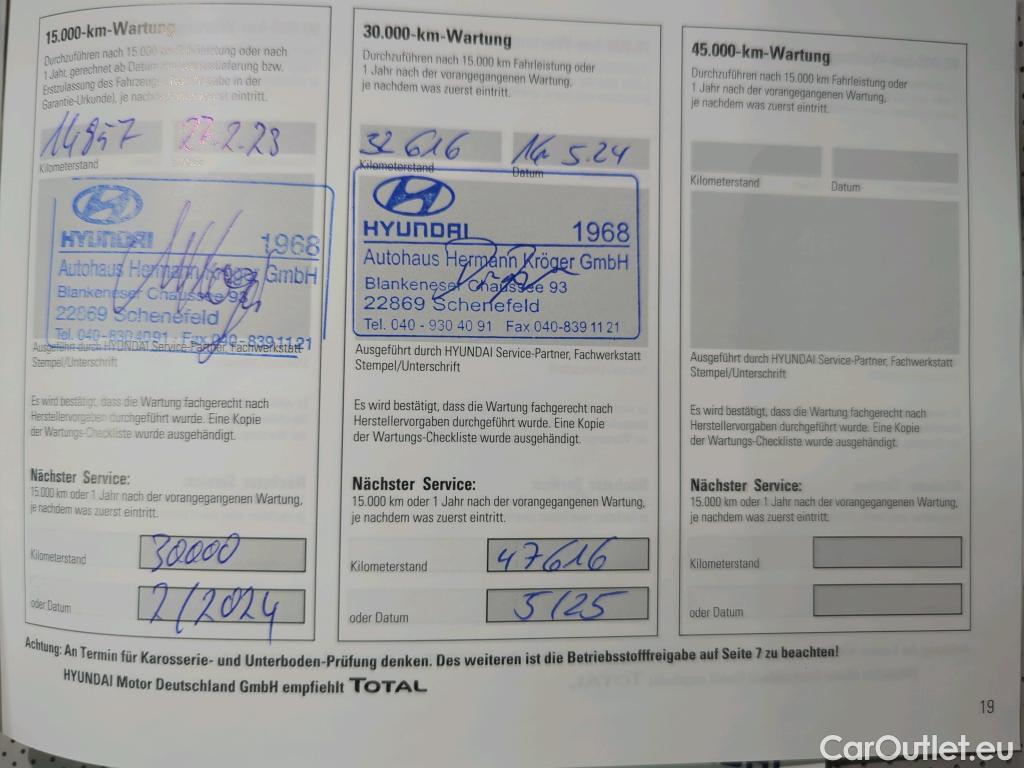 15.000-km-Wartung
Durchzuführen nach 15.000 km Fahrleistung oder nach
1 Jahr, gerechnet ab Datum
Erstzulassung des Fahrzeugs
Garantie-Urkunde), je nachdem was zuerst eintritt.
14857 27.2.23
Kilometerstand
HYUNDAI 1968
Autohaus Hermann Kröger GmbH
Blankeneser Chaussee 93
22869 Schenefeld
Fax 040-839 11 21
Ausgeführt durch HYUNDAI Service-Partner, Fachwerkstatt
Stempel/Unterschrift
Es wird bestätigt, dass die Wartung fachgerecht nach
Herstellervorgaben durchgeführt wurde. Eine Kopie
der Wartungs-Checkliste wurde ausgehändigt.
Nächster Service:
15.000 km oder 1 Jahr nach der vorangegangenen Wartung,
je nachdem was zuerst eintritt.
Kilometerstand 30000
oder Datum 2/2024
30.000-km-Wartung
Durchzuführen nach 15.000 km Fahrleistung oder
1 Jahr nach der vorangegangenen Wartung,
je nachdem was zuerst eintritt.
32616 5.24
Kilometerstand Datum
HYUNDAI 1968
Autohaus Hermann Kröger GmbH
Blankeneser Chaussee 93
22869 Schenefeld
Tel. 040 - 930 40 91 Fax 040-839 11 21
Ausgeführt durch HYUNDAI Service-Partner, Fachwerkstatt
Stempel/Unterschrift
Es wird bestätigt, dass die Wartung fachgerecht nach
Herstellervorgaben durchgeführt wurde. Eine Kopie
der Wartungs-Checkliste wurde ausgehändigt.
Nächster Service:
15.000 km oder 1 Jahr nach der vorangegangenen Wartung,
je nachdem was zuerst eintritt.
Kilometerstand 47616
oder Datum 5/25
45.000-km-Wartung
Durchzuführen nach 15.000 km Fahrleistung oder
1 Jahr nach der vorangegangenen Wartung,
je nachdem was zuerst eintritt.
Kilometerstand Datum
Ausgeführt durch HYUNDAI Service-Partner, Fachwerkstatt
Stempel/Unterschrift
Es wird bestätigt, dass die Wartung fachgerecht nach
Herstellervorgaben durchgeführt wurde. Eine Kopie
der Wartungs-Checkliste wurde ausgehändigt.
Nächster Service:
15.000 km oder 1 Jahr nach der vorangegangenen Wartung,
je nachdem was zuerst eintritt.
Kilometerstand
oder Datum
Achtung: An Termin für Karosserie- und Unterboden-Prüfung denken. Des weiteren ist die Betriebsstofffreigabe auf Seite 7 zu beachten!
HYUNDAI Motor Deutschland GmbH empfiehlt TOTAL
19
CarOutlet.eu